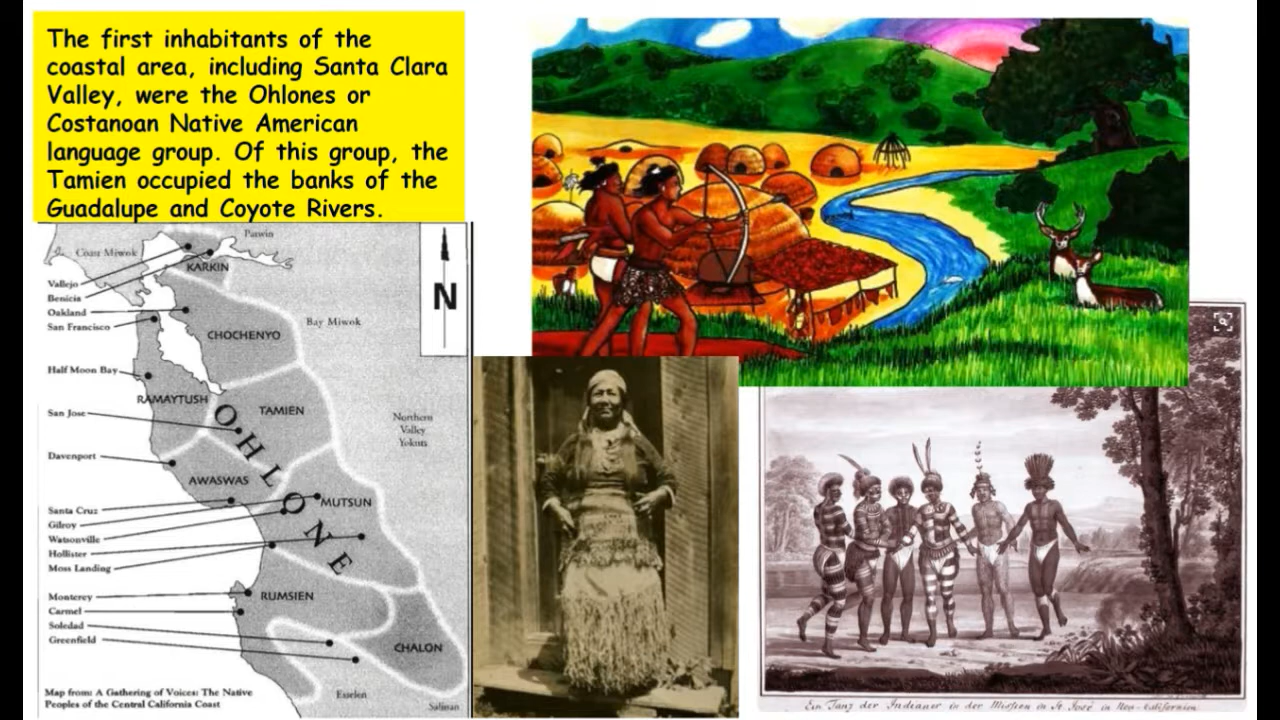 The first inhabitants of the
coastal area, including Santa Clara
Valley, were the Ohlones or
Costanoan Native American
language group. Of this group, the
Tamien occupied the banks of the
Guadalupe and Coyote Rivers.
Patwin
Coast Miwok
KARKIN
Vallejo
Benicia
Oakland
San Francisco
N
Bay Miwok
CHOCHENYO
Half Moon Bay
RAMAYTUSH
TAMIEN
San Jose
OHLONE
Northern
Valley
Yokuts
Davenport
AWASWAS
MUTSUN
Santa Cruz
Gilroy
Watsonville
Hollister
Moss Landing
Monterey
RUMSIEN
Carmel
Soledad
Greenfield
CHALON
Esselen
Salinan
Map from: A Gathering of Voices: The Native
Peoples of the Central California Coast
Ein Tanz der Indianer in der Mission in St. José in Neu-Californien